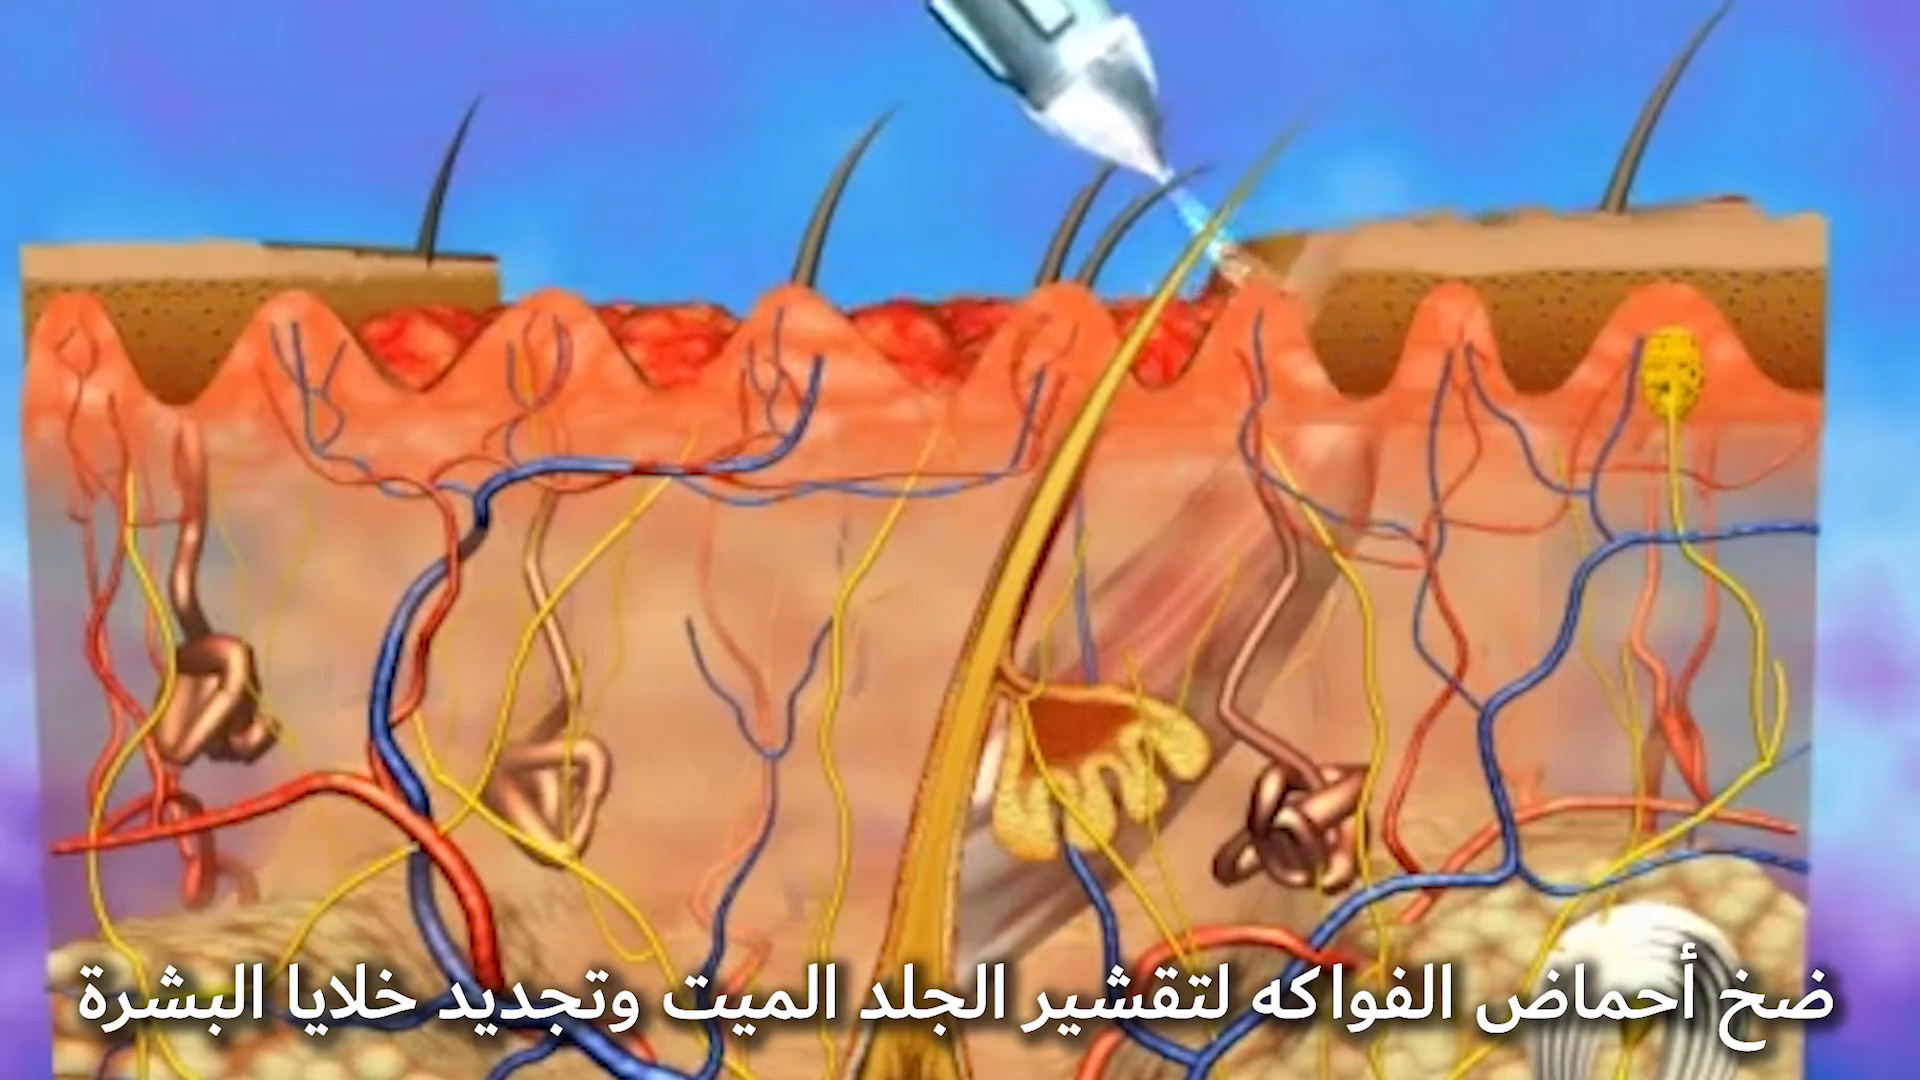 ضخ أحماض الفواكه لتقشير الجلد الميت وتجديد خلايا البشرة